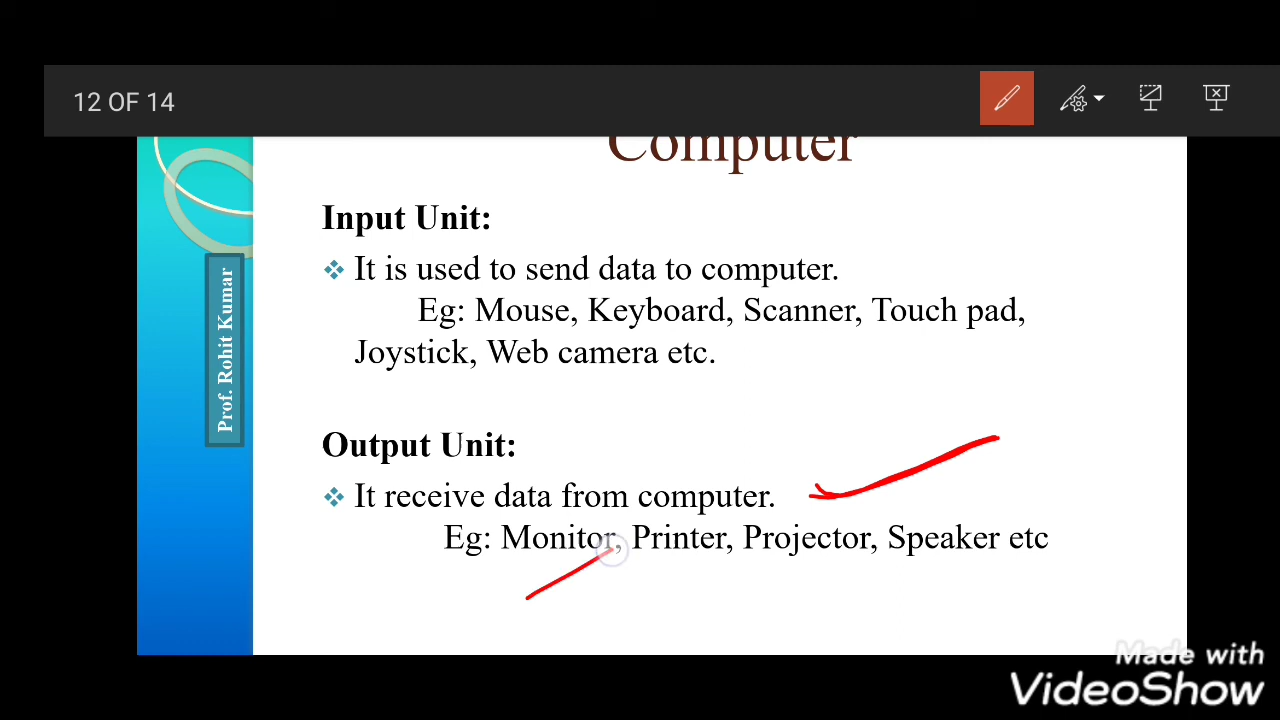 12 OF 14
Computer
Input Unit:
It is used to send data to computer.
Eg: Mouse, Keyboard, Scanner, Touch pad,
Joystick, Web camera etc.
Prof. Rohit Kumar
Output Unit:
It receive data from computer.
Eg: Monitor, Printer, Projector, Speaker etc
Made with
VideoShow